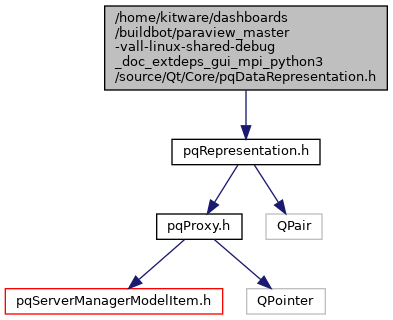 /home/kitware/dashboards
/buildbot/paraview_master
-vall-linux-shared-debug
_doc_extdeps_gui_mpi_python3
/source/Qt/Core/pqDataRepresentation.h
pqRepresentation.h
pqProxy.h
QPair
pqServerManagerModelItem.h
QPointer